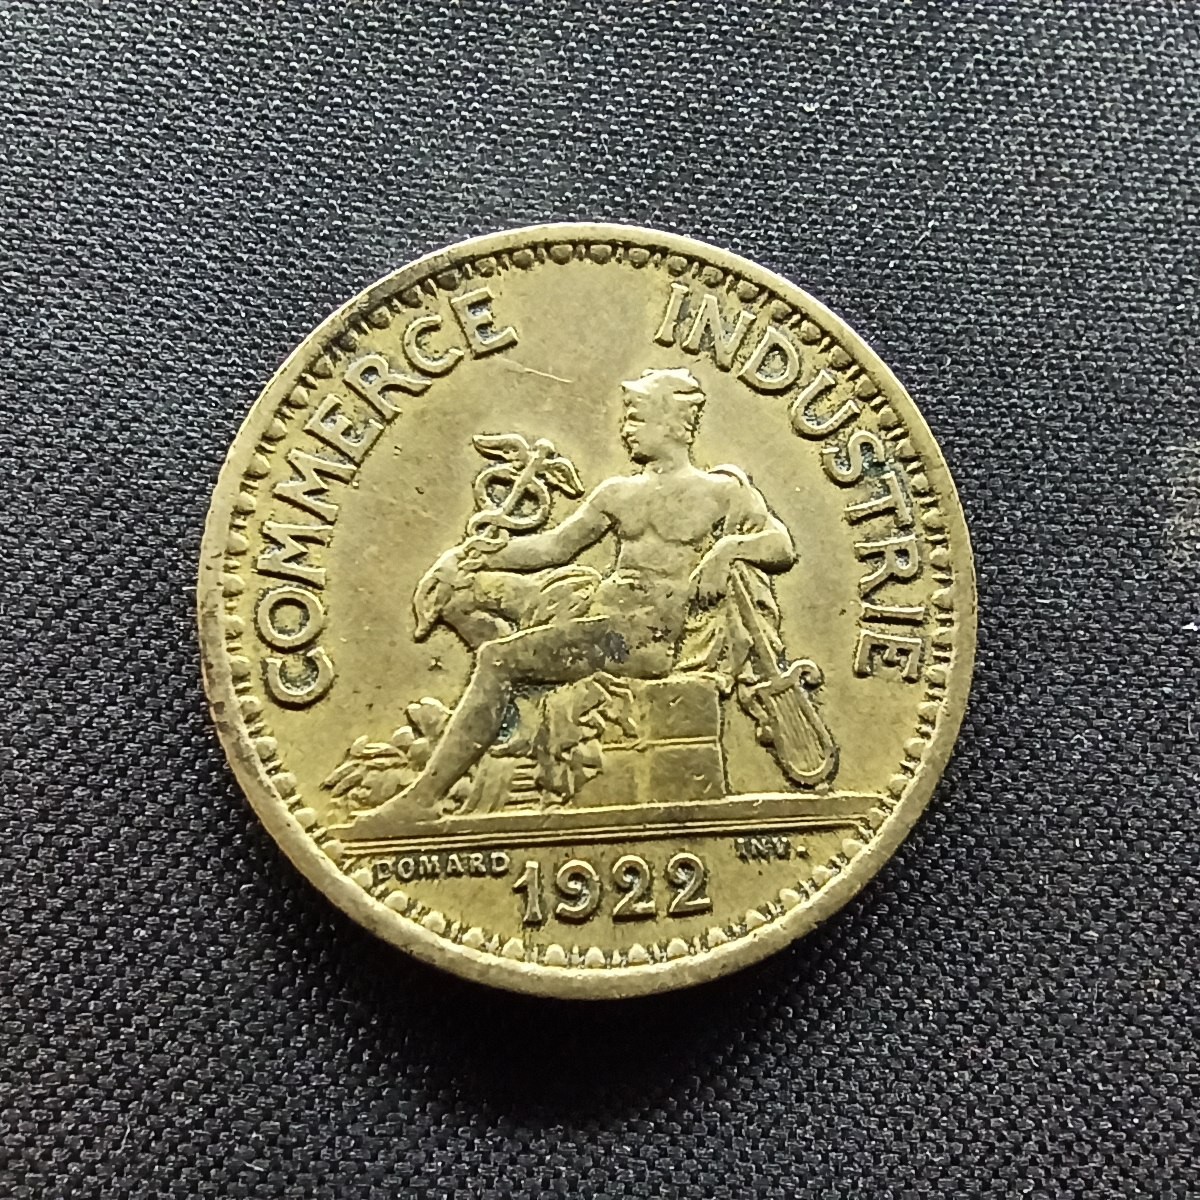 COMMERCE INDUSTRIE
DOMARD INV.
1922